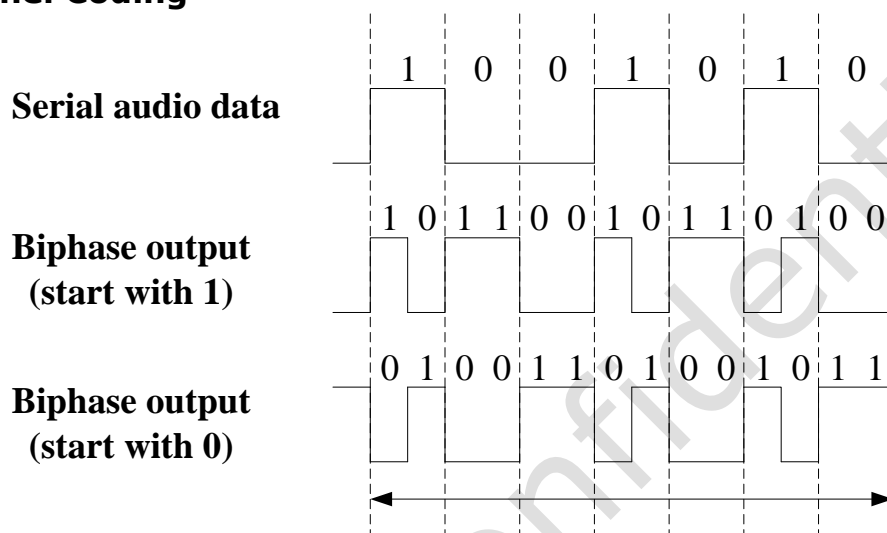 Coding
1 0 0 1 0 1 0
Serial audio data
1 0 1 1 0 0 1 0 1 1 0 1 0 0
Biphase output
(start with 1)
0 1 0 0 1 1 0 1 0 0 1 0 1 1
Biphase output
(start with 0)